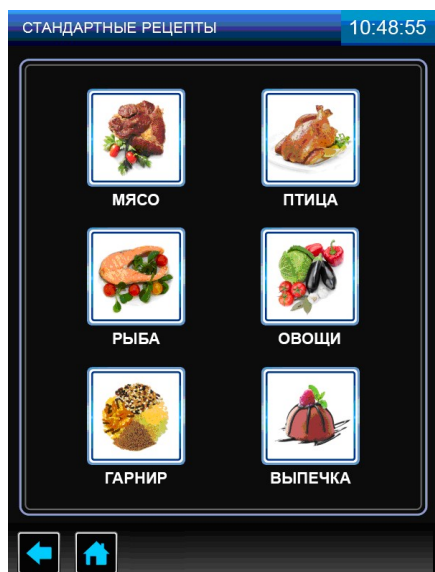 СТАНДАРТНЫЕ РЕЦЕПТЫ 10:48:55
МЯСО ПТИЦА
РЫБА ОВОЩИ
ГАРНИР ВЫПЕЧКА